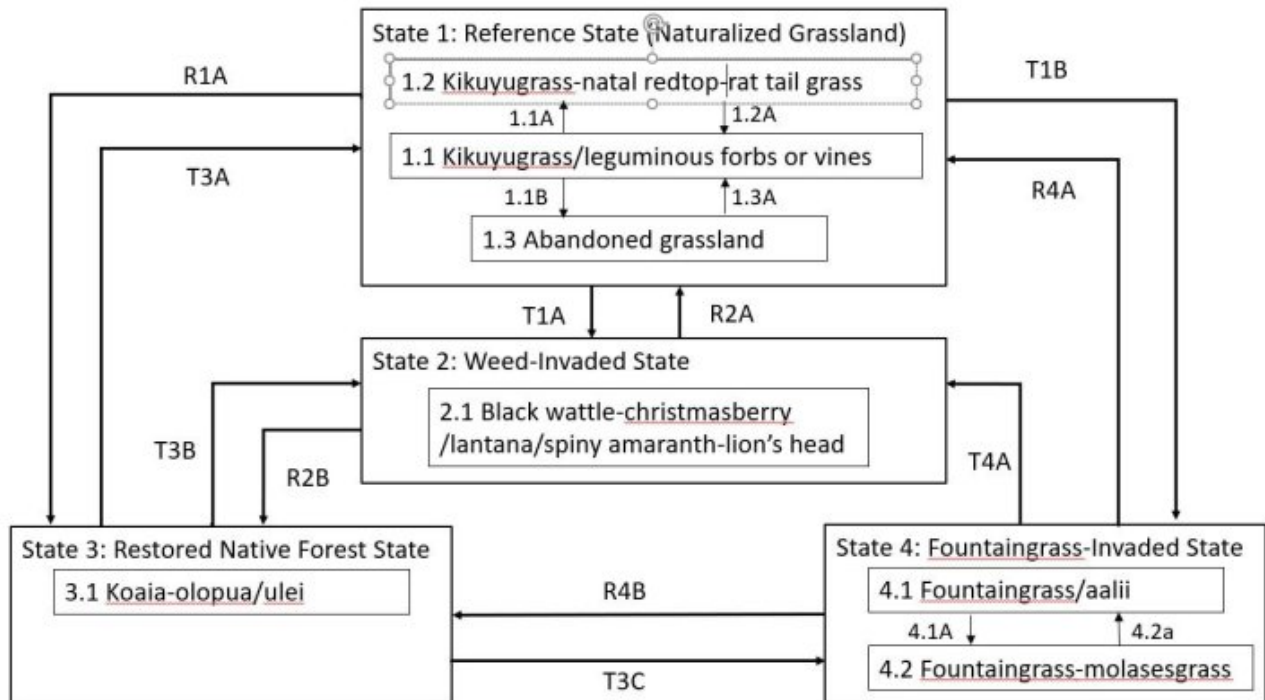 State 1: Reference State (Naturalized Grassland)
R1A
T1B
1.2 Kikuyugrass-natal redtop-rat tail grass
1.1A
1.2A
1.1 Kikuyugrass/leguminous forbs or vines
T3A
R4A
1.1B
1.3A
1.3 Abandoned grassland
T1A
R2A
State 2: Weed-Invaded State
2.1 Black wattle-christmasberry
/lantana/spiny amaranth-lion's head
T3B
R2B
T4A
State 3: Restored Native Forest State
3.1 Koaia-olopua/ulei
State 4: Fountaingrass-Invaded State
4.1 Fountaingrass/aalii
R4B
4.1A
4.2a
4.2 Fountaingrass-molasesgrass
T3C